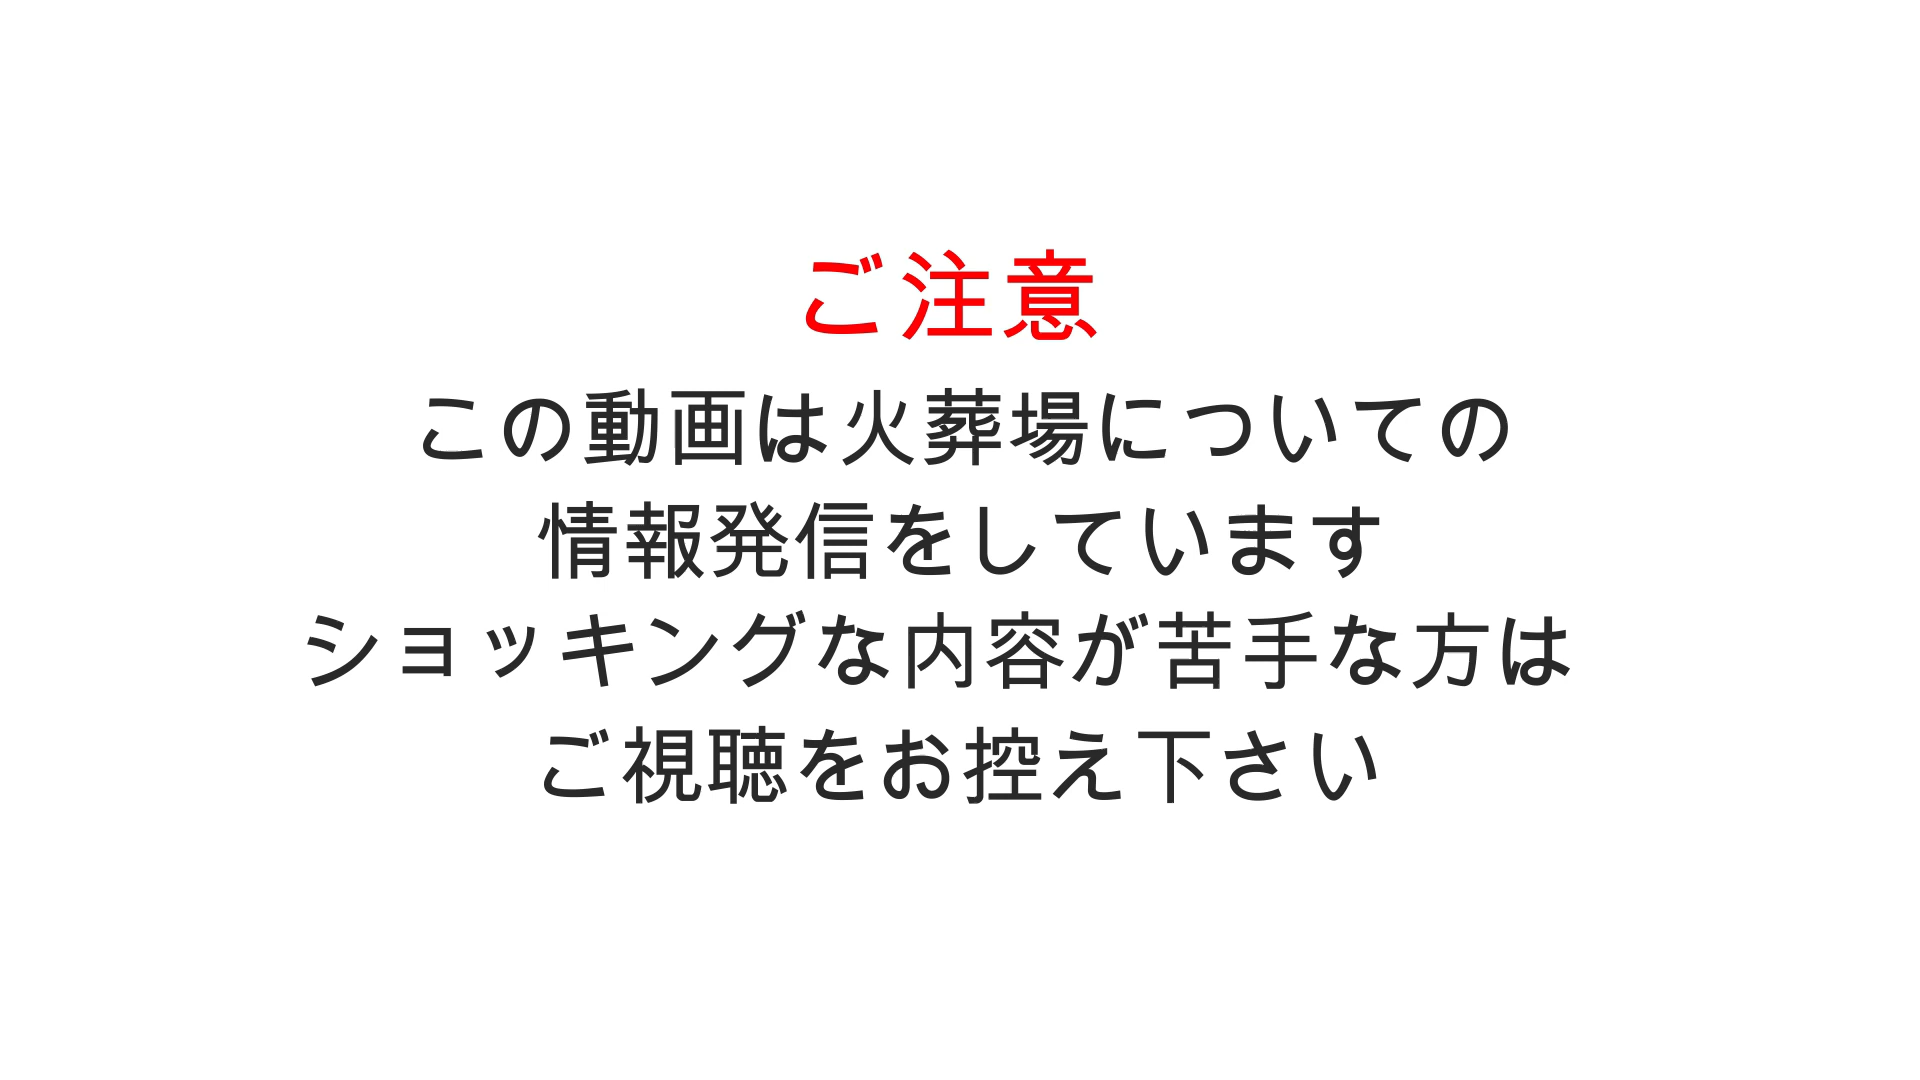 ご注意
この動画は火葬場についての
情報発信をしています
ショッキングな内容が苦手な方は
ご視聴をお控え下さい